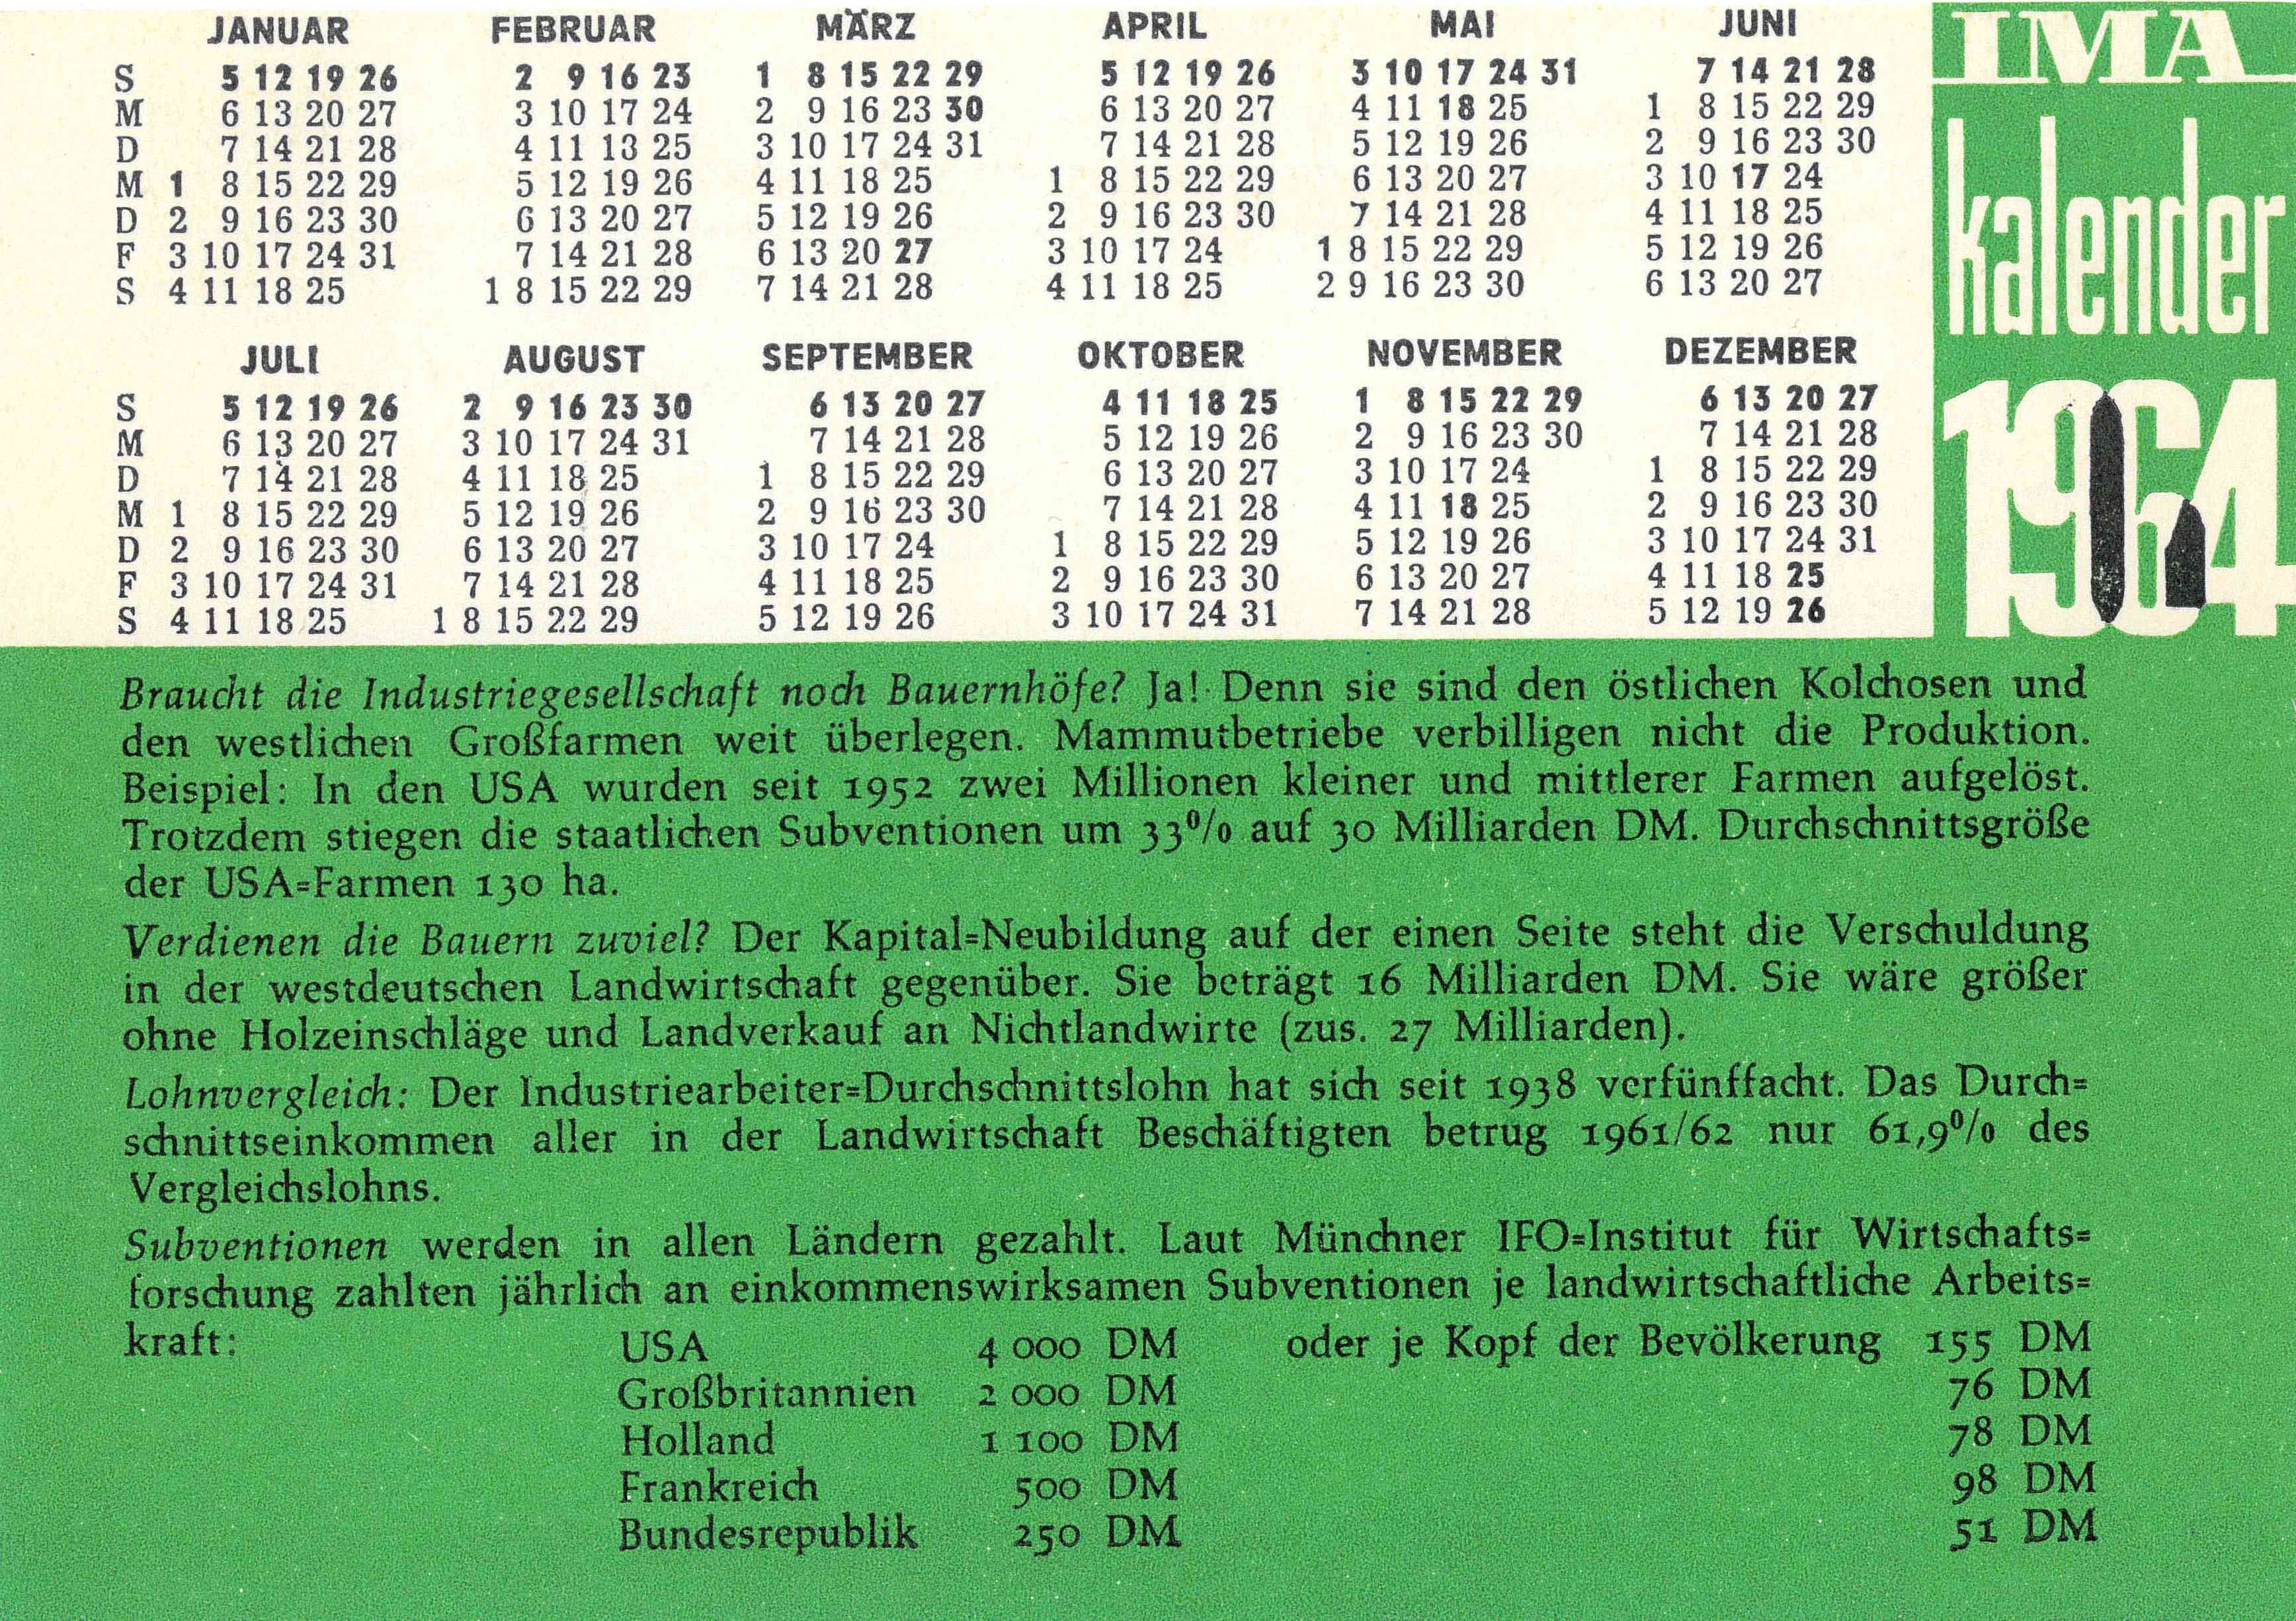 JANUAR FEBRUAR MÄRZ APRIL MAI JUNI
S 5 12 19 26 2 9 16 23 1 8 15 22 29 5 12 19 26 3 10 17 24 31 7 14 21 28
M 6 13 20 27 3 10 17 24 2 9 16 23 30 6 13 20 27 4 11 18 25 1 8 15 22 29
D 7 14 21 28 4 11 13 25 3 10 17 24 31 7 14 21 28 5 12 19 26 2 9 16 23 30
M 1 8 15 22 29 5 12 19 26 4 11 18 25 1 8 15 22 29 6 13 20 27 3 10 17 24
D 2 9 16 23 30 6 13 20 27 5 12 19 26 2 9 16 23 30 7 14 21 28 4 11 18 25
F 3 10 17 24 31 7 14 21 28 6 13 20 27 3 10 17 24 1 8 15 22 29 5 12 19 26
S 4 11 18 25 1 8 15 22 29 7 14 21 28 4 11 18 25 2 9 16 23 30 6 13 20 27
JULI AUGUST SEPTEMBER OKTOBER NOVEMBER DEZEMBER
S 5 12 19 26 2 9 16 23 30 6 13 20 27 4 11 18 25 1 8 15 22 29 6 13 20 27
M 6 13 20 27 3 10 17 24 31 7 14 21 28 5 12 19 26 2 9 16 23 30 7 14 21 28
D 7 14 21 28 4 11 18 25 1 8 15 22 29 6 13 20 27 3 10 17 24 1 8 15 22 29
M 1 8 15 22 29 5 12 19 26 2 9 16 23 30 7 14 21 28 4 11 18 25 2 9 16 23 30
D 2 9 16 23 30 6 13 20 27 3 10 17 24 1 8 15 22 29 5 12 19 26 3 10 17 24 31
F 3 10 17 24 31 7 14 21 28 4 11 18 25 2 9 16 23 30 6 13 20 27 4 11 18 25
S 4 11 18 25 1 8 15 22 29 5 12 19 26 3 10 17 24 31 7 14 21 28 5 12 19 26
IMA
kalender
1964
Braucht die Industriegesellschaft noch Bauernhöfe? Ja! Denn sie sind den östlichen Kolchosen und
den westlichen Großfarmen weit überlegen. Mammutbetriebe verbilligen nicht die Produktion.
Beispiel: In den USA wurden seit 1952 zwei Millionen kleiner und mittlerer Farmen aufgelöst.
Trotzdem stiegen die staatlichen Subventionen um 33% auf 30 Milliarden DM. Durchschnittsgröße
der USA=Farmen 130 ha.
Verdienen die Bauern zuviel? Der Kapital=Neubildung auf der einen Seite steht die Verschuldung
in der westdeutschen Landwirtschaft gegenüber. Sie beträgt 16 Milliarden DM. Sie wäre größer
ohne Holzeinschläge und Landverkauf an Nichtlandwirte (zus. 27 Milliarden).
Lohnvergleich: Der Industriearbeiter=Durchschnittslohn hat sich seit 1938 verfünffacht. Das Durch=
schnittseinkommen aller in der Landwirtschaft Beschäftigten betrug 1961/62 nur 61,9% des
Vergleichslohns.
Subventionen werden in allen Ländern gezahlt. Laut Münchner IFO=Institut für Wirtschafts=
forschung zahlten jährlich an einkommenswirksamen Subventionen je landwirtschaftliche Arbeits=
kraft: USA 4 000 DM oder je Kopf der Bevölkerung 155 DM
Großbritannien 2 000 DM 76 DM
Holland 1 100 DM 78 DM
Frankreich 500 DM 98 DM
Bundesrepublik 250 DM 51 DM